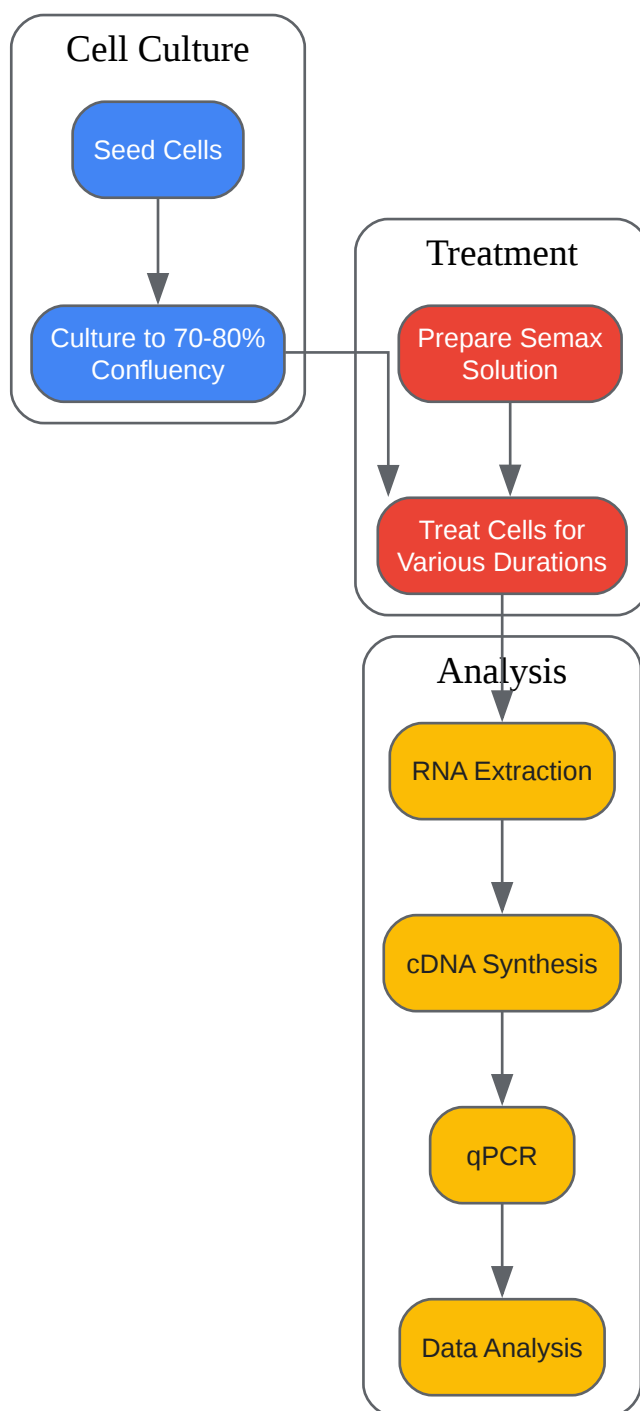 Cell Culture
Seed Cells
Culture to 70-80%
Confluency
Treatment
Prepare Semax
Solution
Treat Cells for
Various Durations
Analysis
RNA Extraction
cDNA Synthesis
qPCR
Data Analysis